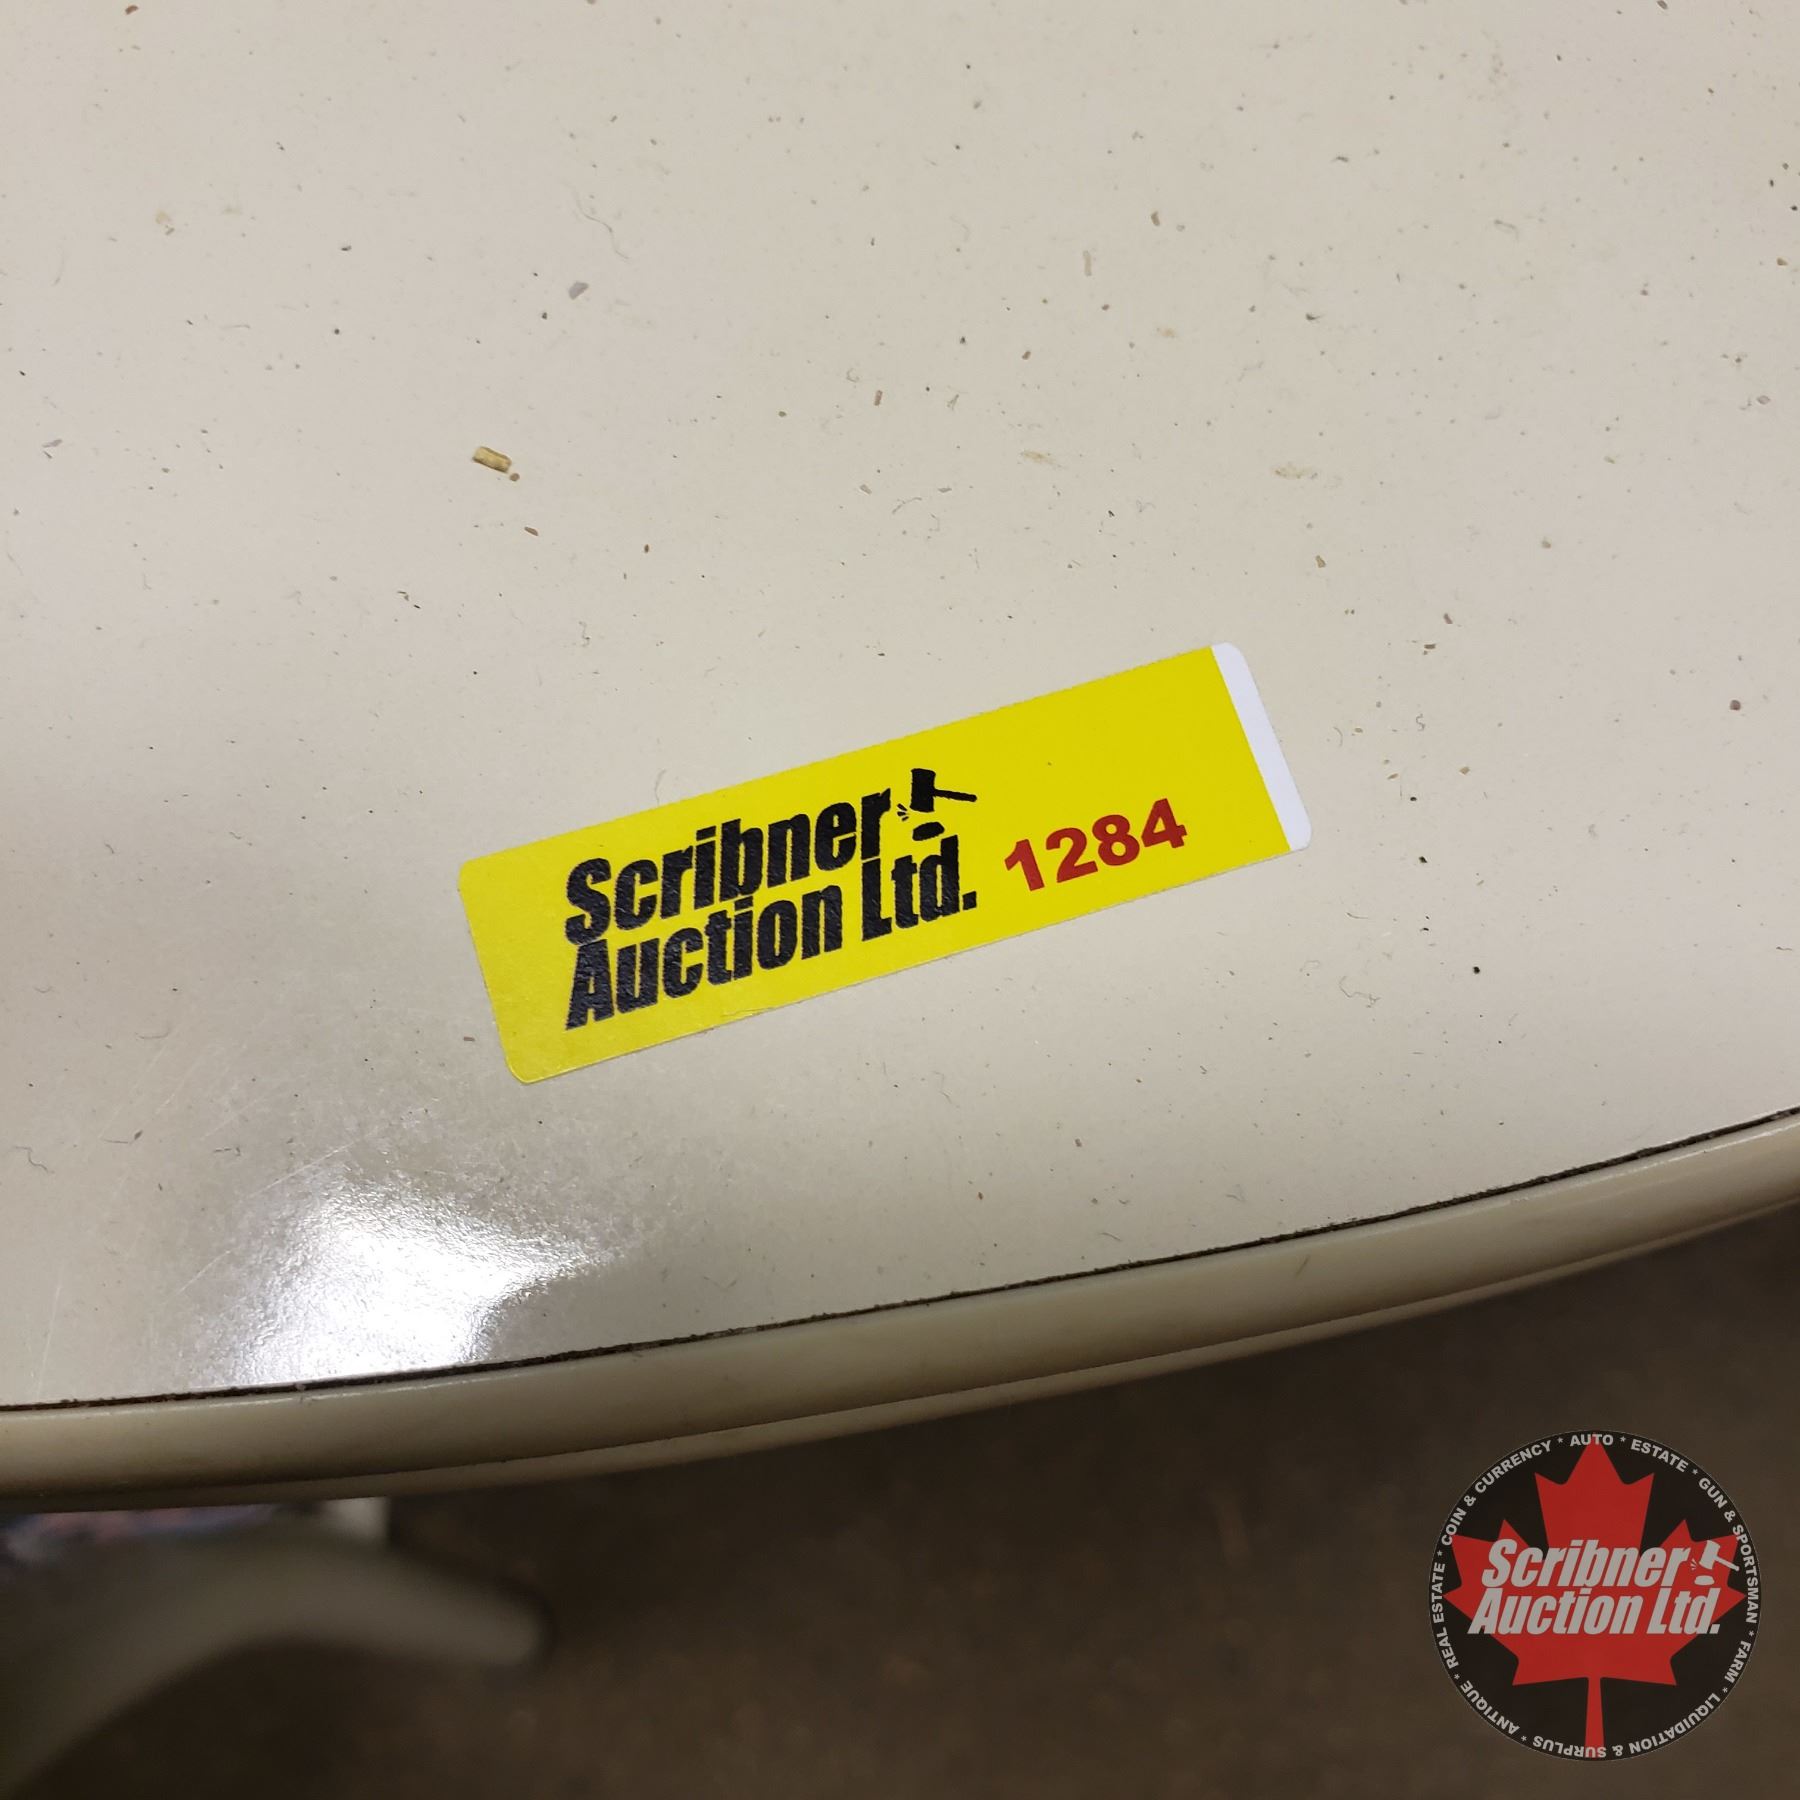 Scribner
Auction Ltd.
1284
COIN & CURRENCY * AUTO * ESTATE * GUN & SPORTSMAN * FARM * LIQUIDATION & SURPLUS * ANTIQUE * REAL ESTATE *
Scribner
Auction Ltd.